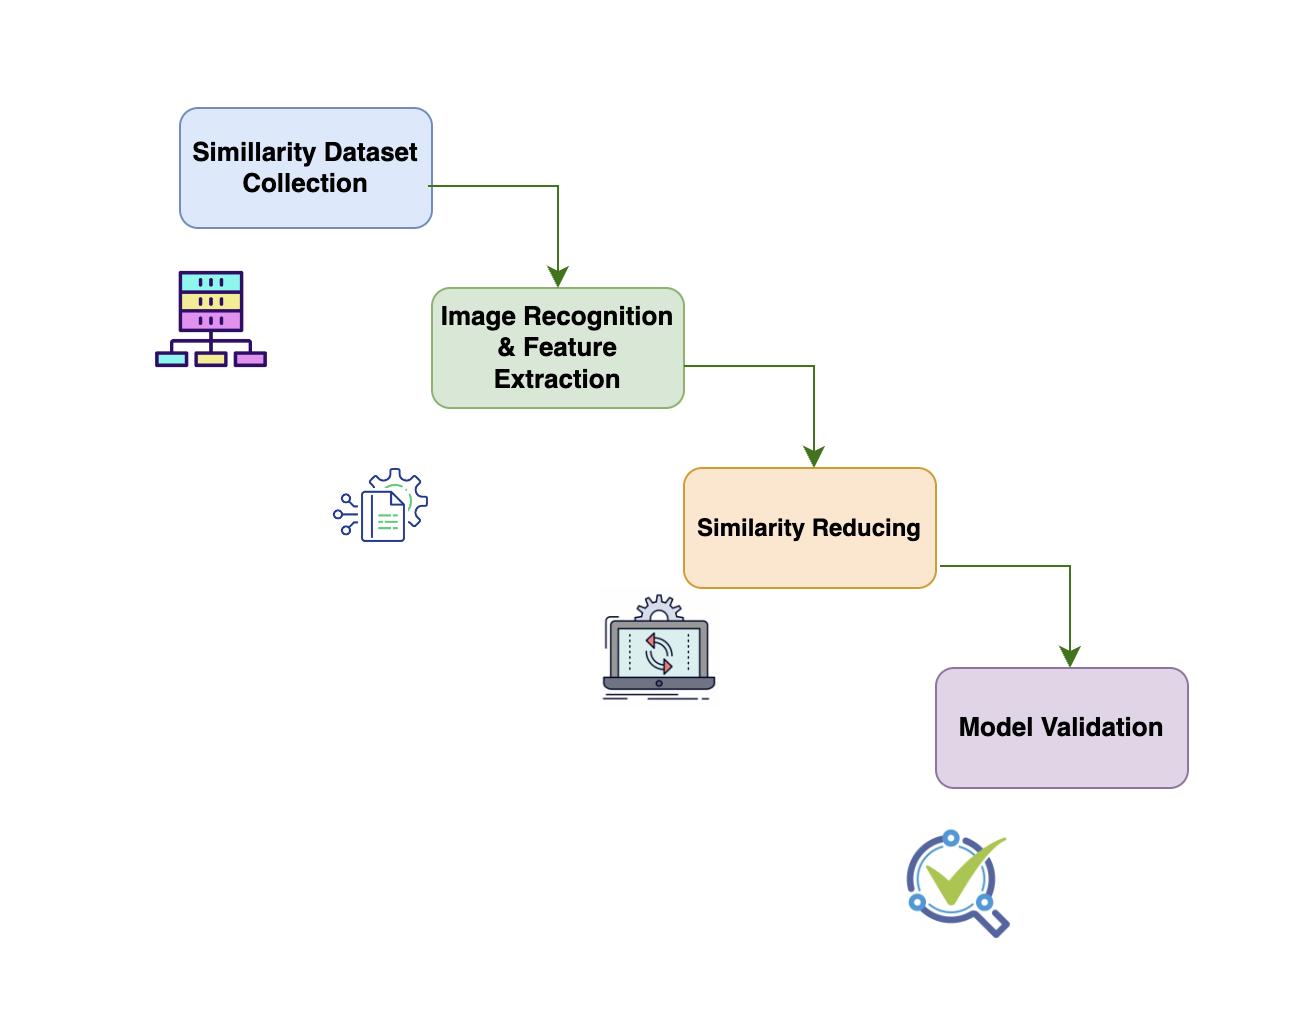 Simillarity Dataset
Collection
Image Recognition
& Feature
Extraction
Similarity Reducing
Model Validation